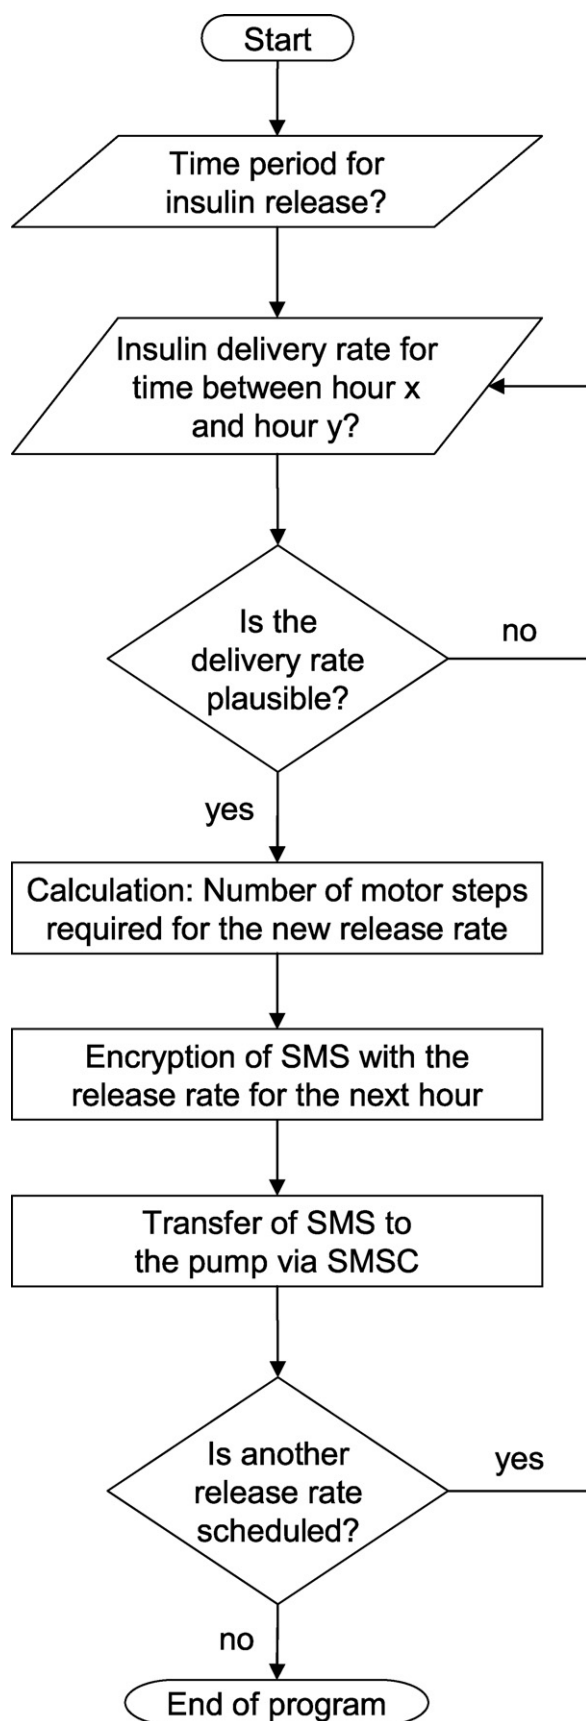 Start
Time period for
insulin release?
Insulin delivery rate for
time between hour x
and hour y?
Is the
delivery rate
plausible?
no
yes
Calculation: Number of motor steps
required for the new release rate
Encryption of SMS with the
release rate for the next hour
Transfer of SMS to
the pump via SMSC
Is another
release rate
scheduled?
yes
no
End of program